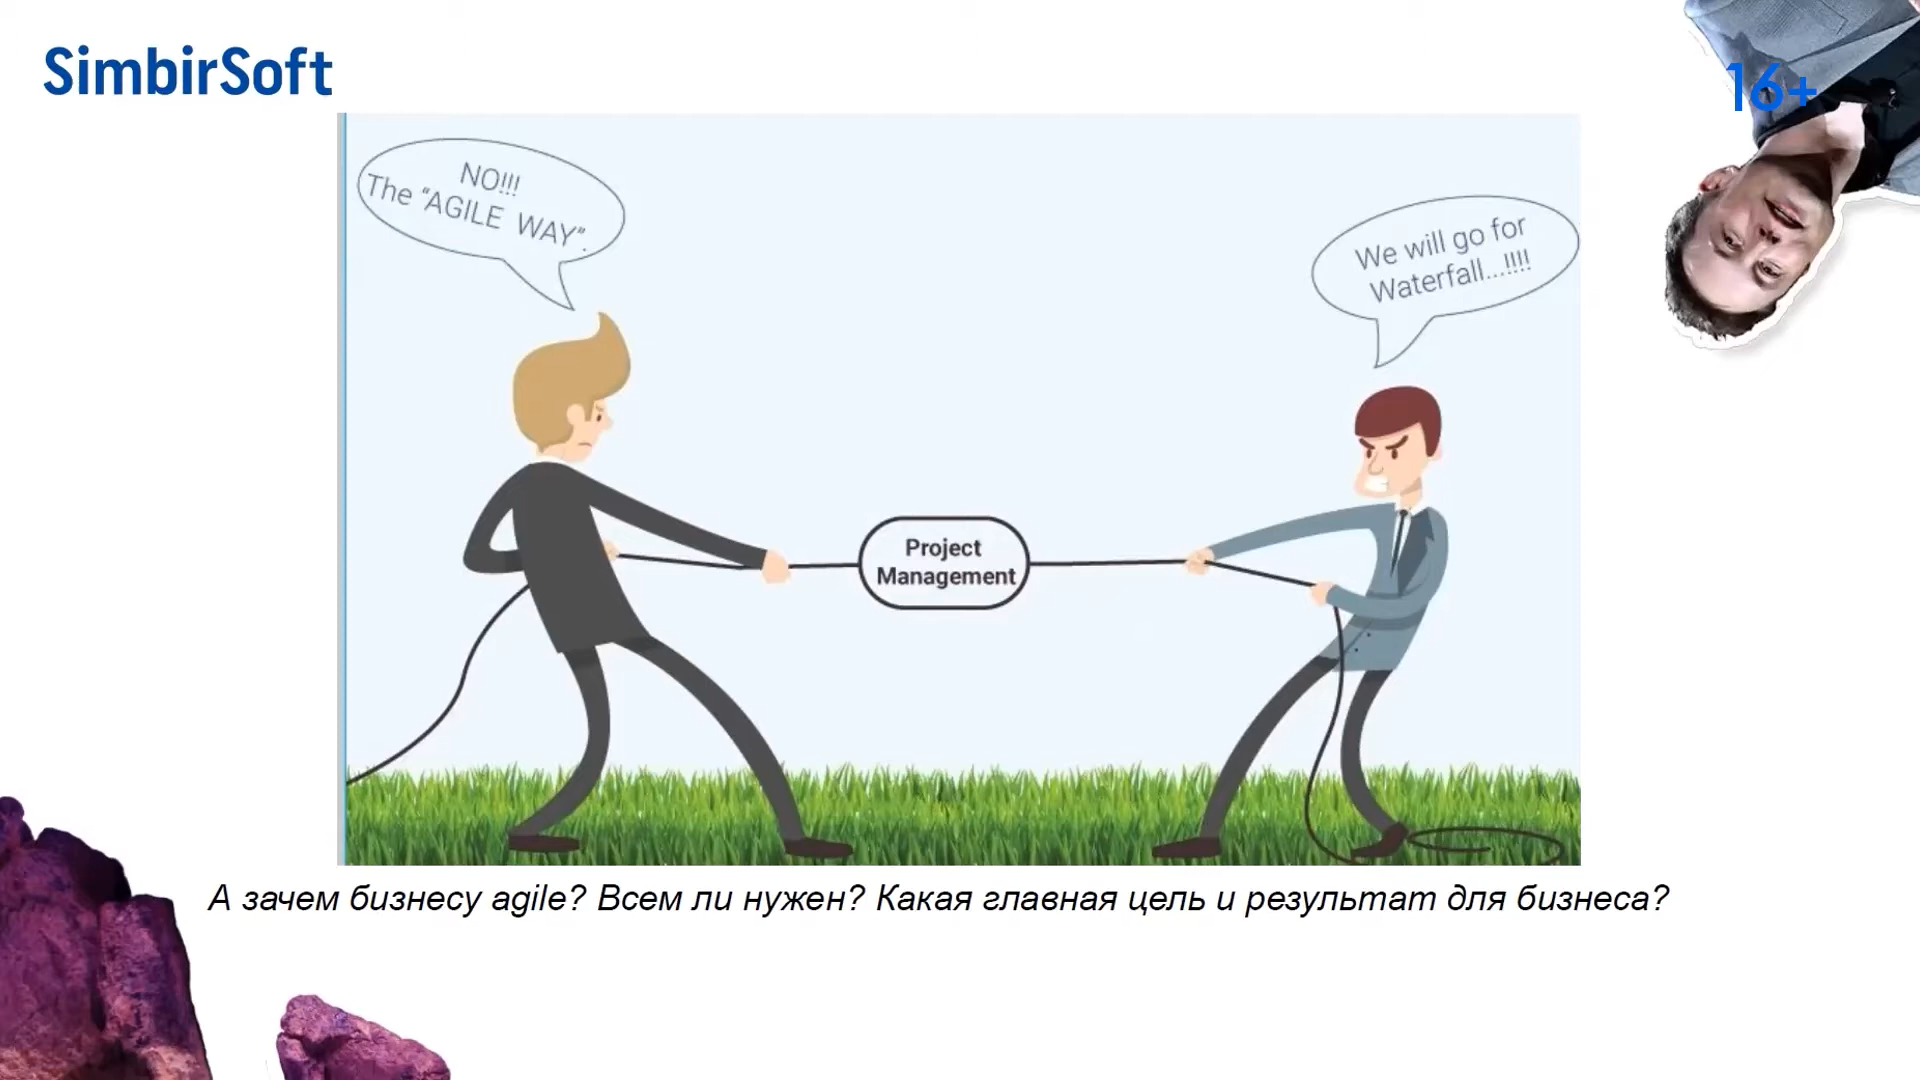 SimbirSoft
16+
NO!!!
The “AGILE WAY”.
We will go for
Waterfall...!!!!
Project
Management
А зачем бизнесу agile? Всем ли нужен? Какая главная цель и результат для бизнеса?